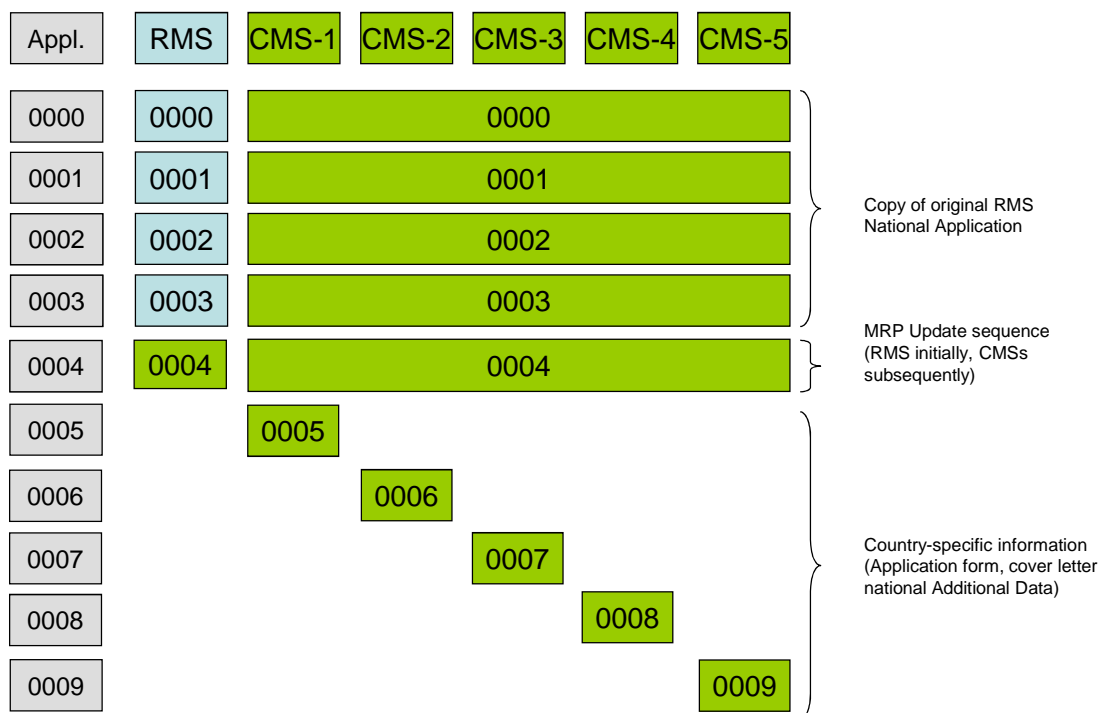 Appl. RMS CMS-1 CMS-2 CMS-3 CMS-4 CMS-5
0000 0000 0000
0001 0001 0001
0002 0002 0002
0003 0003 0003
Copy of original RMS
National Application
0004 0004 0004
MRP Update sequence
(RMS initially, CMSs
subsequently)
0005 0005
0006 0006
0007 0007
0008 0008
0009 0009
Country-specific information
(Application form, cover letter
national Additional Data)